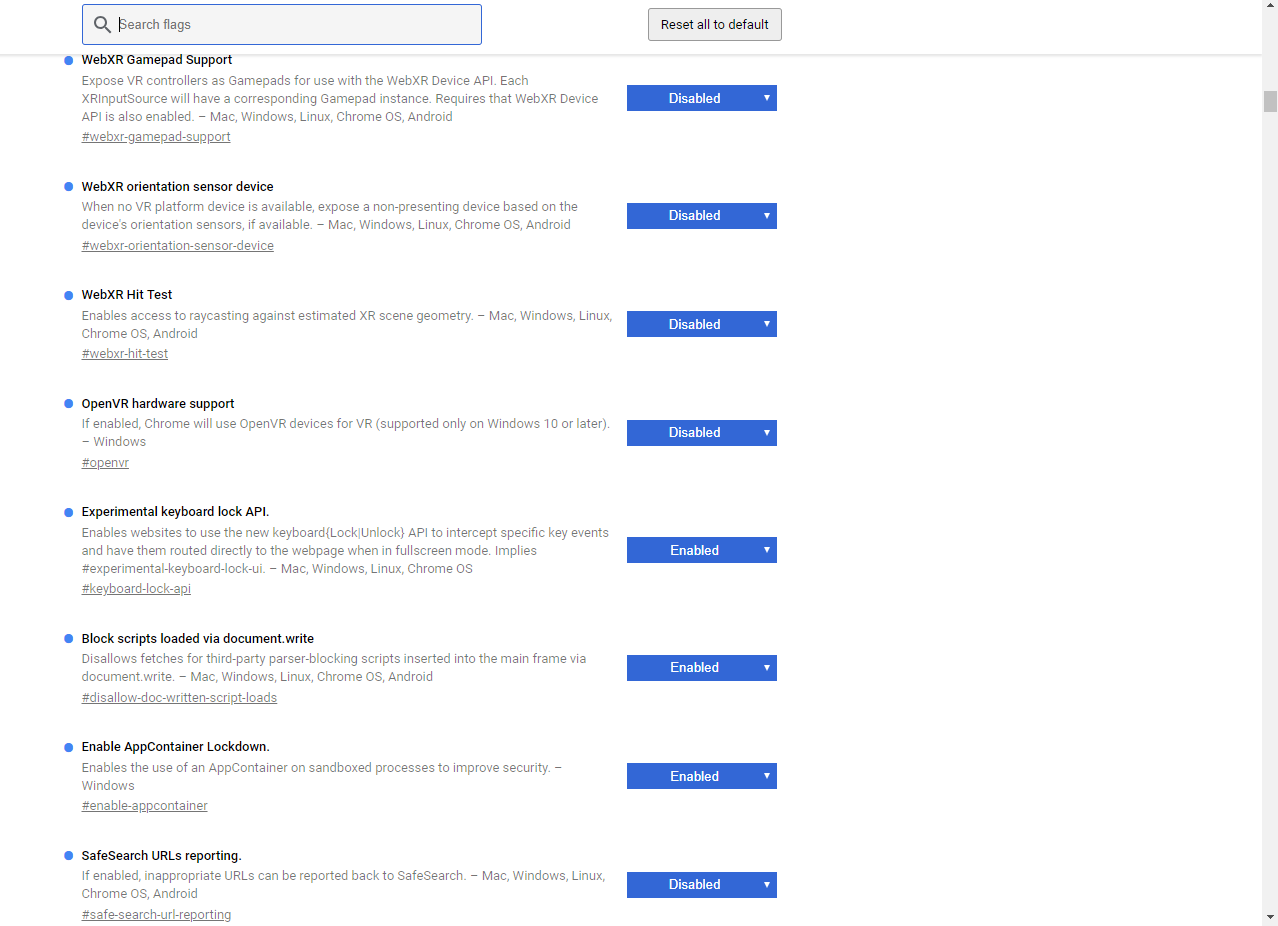 Search flags
Reset all to default
WebXR Gamepad Support
Expose VR controllers as Gamepads for use with the WebXR Device API. Each
XRInputSource will have a corresponding Gamepad instance. Requires that WebXR Device
API is also enabled. – Mac, Windows, Linux, Chrome OS, Android
#webxr-gamepad-support
Disabled
WebXR orientation sensor device
When no VR platform device is available, expose a non-presenting device based on the
device's orientation sensors, if available. – Mac, Windows, Linux, Chrome OS, Android
#webxr-orientation-sensor-device
Disabled
WebXR Hit Test
Enables access to raycasting against estimated XR scene geometry. – Mac, Windows, Linux,
Chrome OS, Android
#webxr-hit-test
Disabled
OpenVR hardware support
If enabled, Chrome will use OpenVR devices for VR (supported only on Windows 10 or later).
– Windows
#openvr
Disabled
Experimental keyboard lock API.
Enables websites to use the new keyboard{Lock|Unlock} API to intercept specific key events
and have them routed directly to the webpage when in fullscreen mode. Implies
#experimental-keyboard-lock-ui. – Mac, Windows, Linux, Chrome OS
#keyboard-lock-api
Enabled
Block scripts loaded via document.write
Disallows fetches for third-party parser-blocking scripts inserted into the main frame via
document.write. – Mac, Windows, Linux, Chrome OS, Android
#disallow-doc-written-script-loads
Enabled
Enable AppContainer Lockdown.
Enables the use of an AppContainer on sandboxed processes to improve security. –
Windows
#enable-appcontainer
Enabled
SafeSearch URLs reporting.
If enabled, inappropriate URLs can be reported back to SafeSearch. – Mac, Windows, Linux,
Chrome OS, Android
#safe-search-url-reporting
Disabled